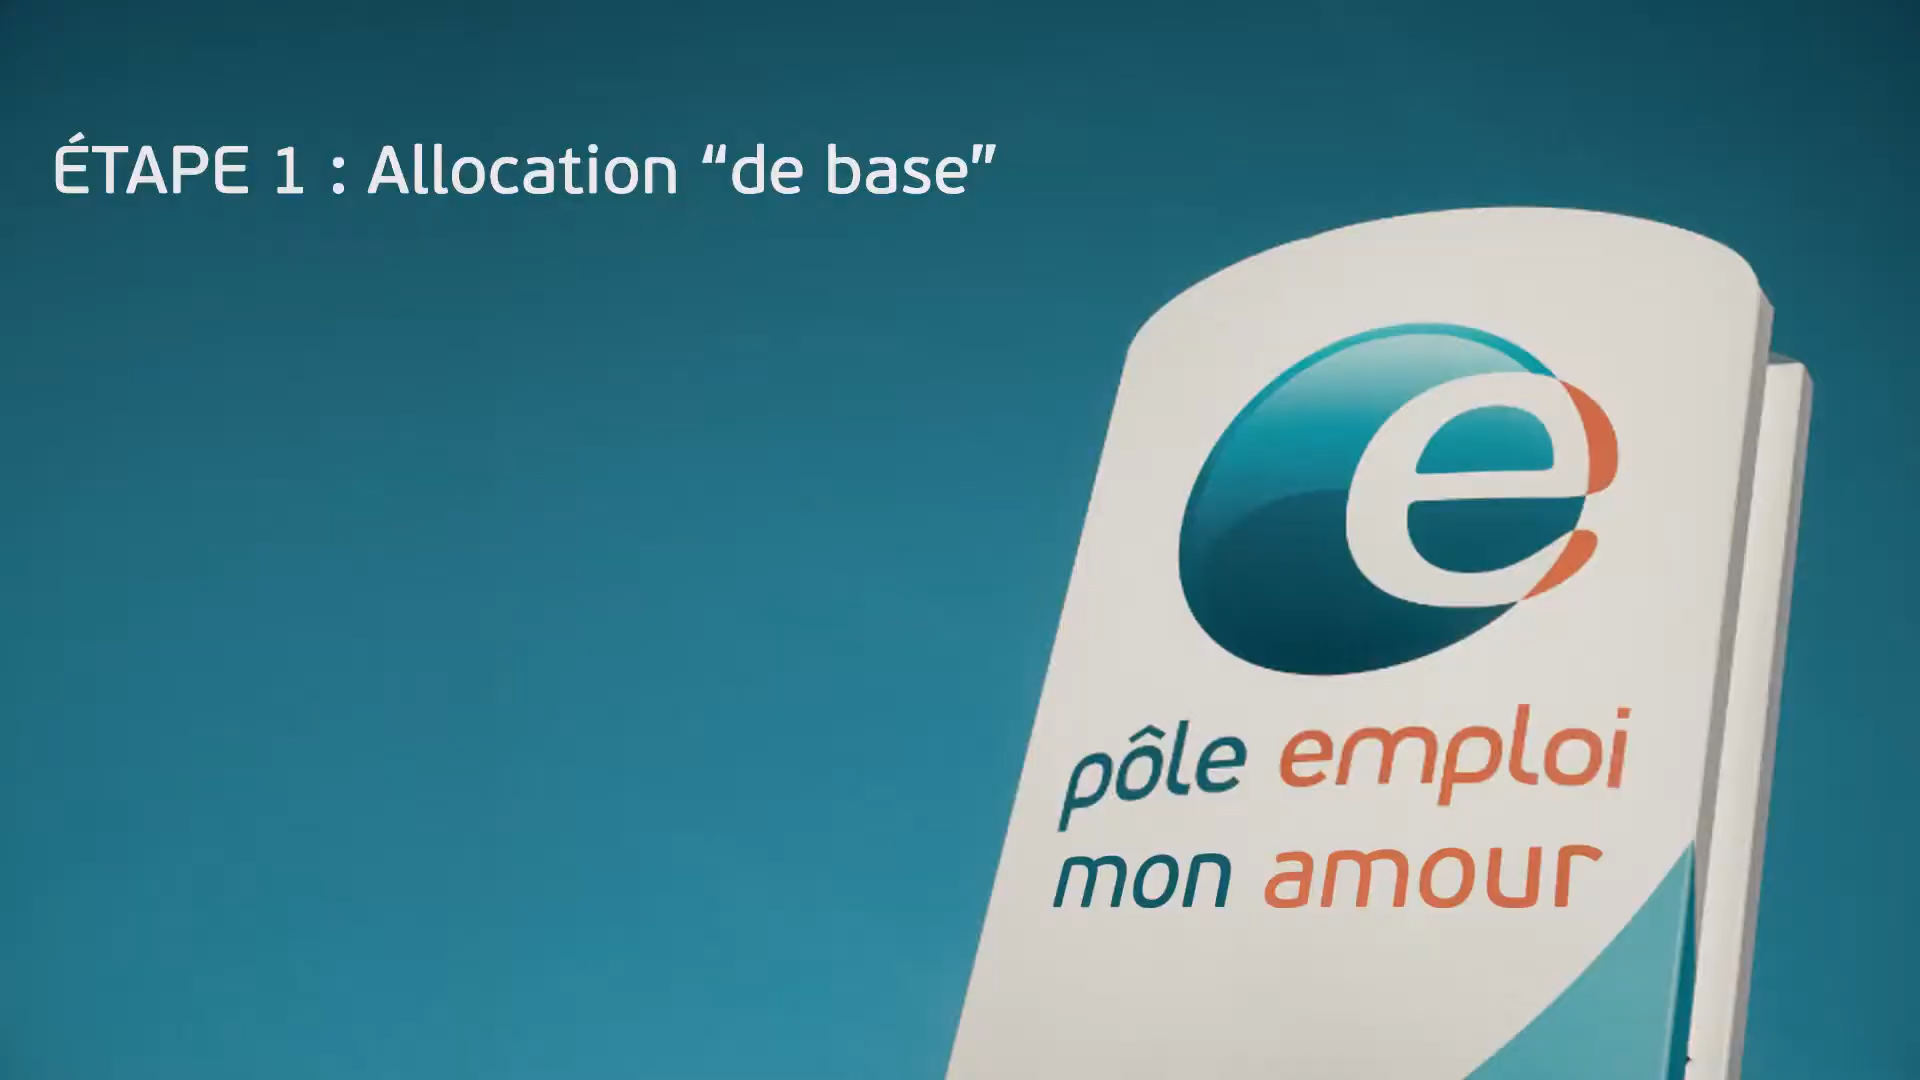 ÉTAPE 1 : Allocation “de base”
e
pôle emploi
mon amour